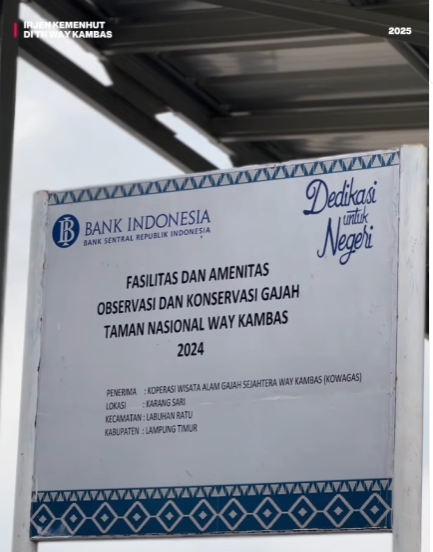 IRJEN KEMENHUT
DI TN WAY KAMBAS
2025
BANK INDONESIA
BANK SENTRAL REPUBLIK INDONESIA
Dedikasi
untuk
Negeri
FASILITAS DAN AMENITAS
OBSERVASI DAN KONSERVASI GAJAH
TAMAN NASIONAL WAY KAMBAS
2024
PENERIMA : KOPERASI WISATA ALAM GAJAH SEJAHTERA WAY KAMBAS (KOWAGAS)
LOKASI : KARANG SARI
KECAMATAN : LABUHAN RATU
KABUPATEN : LAMPUNG TIMUR